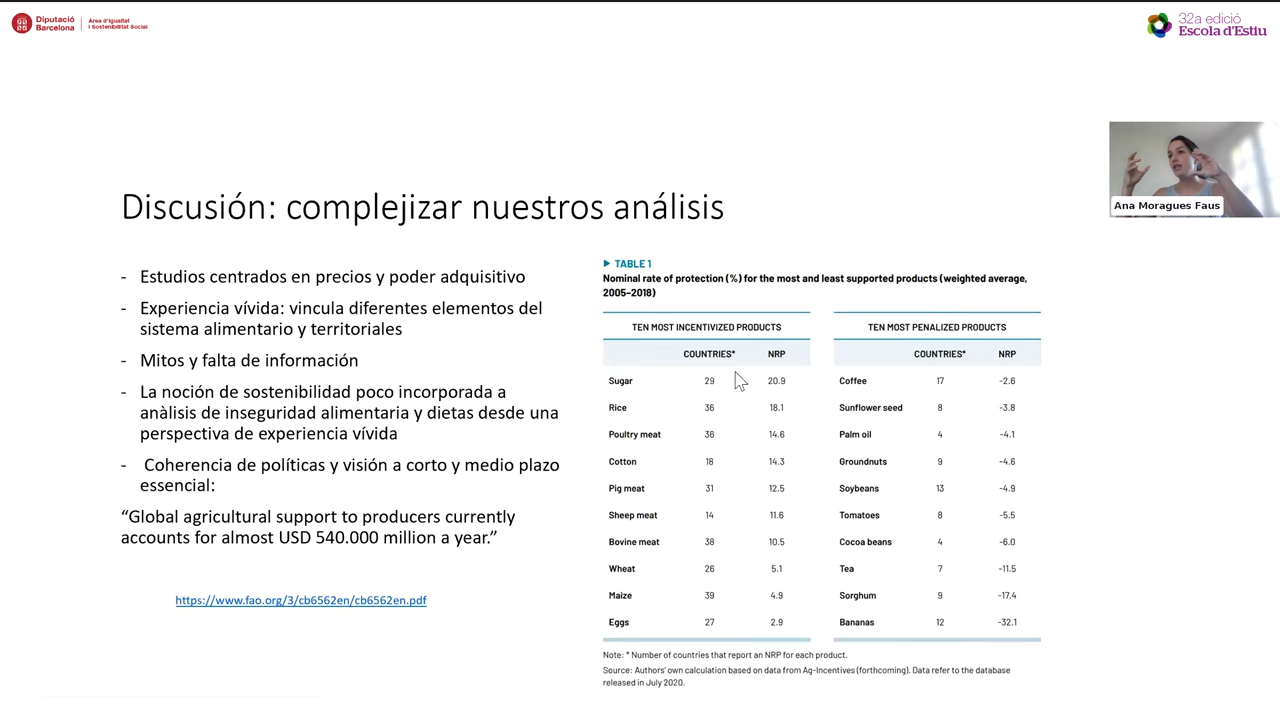 Diputació
Barcelona
Àrea d'Igualtat
i Sostenibilitat Social
32a edició
Escola d'Estiu
Ana Moragues Faus
Discusión: complejizar nuestros análisis
- Estudios centrados en precios y poder adquisitivo
- Experiencia vívida: vincula diferentes elementos del
sistema alimentario y territoriales
- Mitos y falta de información
- La noción de sostenibilidad poco incorporada a
anàlisis de inseguridad alimentaria y dietas desde una
perspectiva de experiencia vívida
- Coherencia de políticas y visión a corto y medio plazo
essencial:
“Global agricultural support to producers currently
accounts for almost USD 540.000 million a year.”
https://www.fao.org/3/cb6562en/cb6562en.pdf
TABLE 1
Nominal rate of protection (%) for the most and least supported products (weighted average,
2005–2018)
TEN MOST INCENTIVIZED PRODUCTS
COUNTRIES* NRP
Sugar 29 20.9
Rice 36 18.1
Poultry meat 36 14.6
Cotton 18 14.3
Pig meat 31 12.5
Sheep meat 14 11.6
Bovine meat 38 10.5
Wheat 26 5.1
Maize 39 4.9
Eggs 27 2.9
TEN MOST PENALIZED PRODUCTS
COUNTRIES* NRP
Coffee 17 -2.6
Sunflower seed 8 -3.8
Palm oil 4 -4.1
Groundnuts 9 -4.6
Soybeans 13 -4.9
Tomatoes 8 -5.5
Cocoa beans 4 -6.0
Tea 7 -11.5
Sorghum 9 -17.4
Bananas 12 -32.1
Note: * Number of countries that report an NRP for each product.
Source: Authors' own calculation based on data from Ag-Incentives (forthcoming). Data refer to the database
released in July 2020.